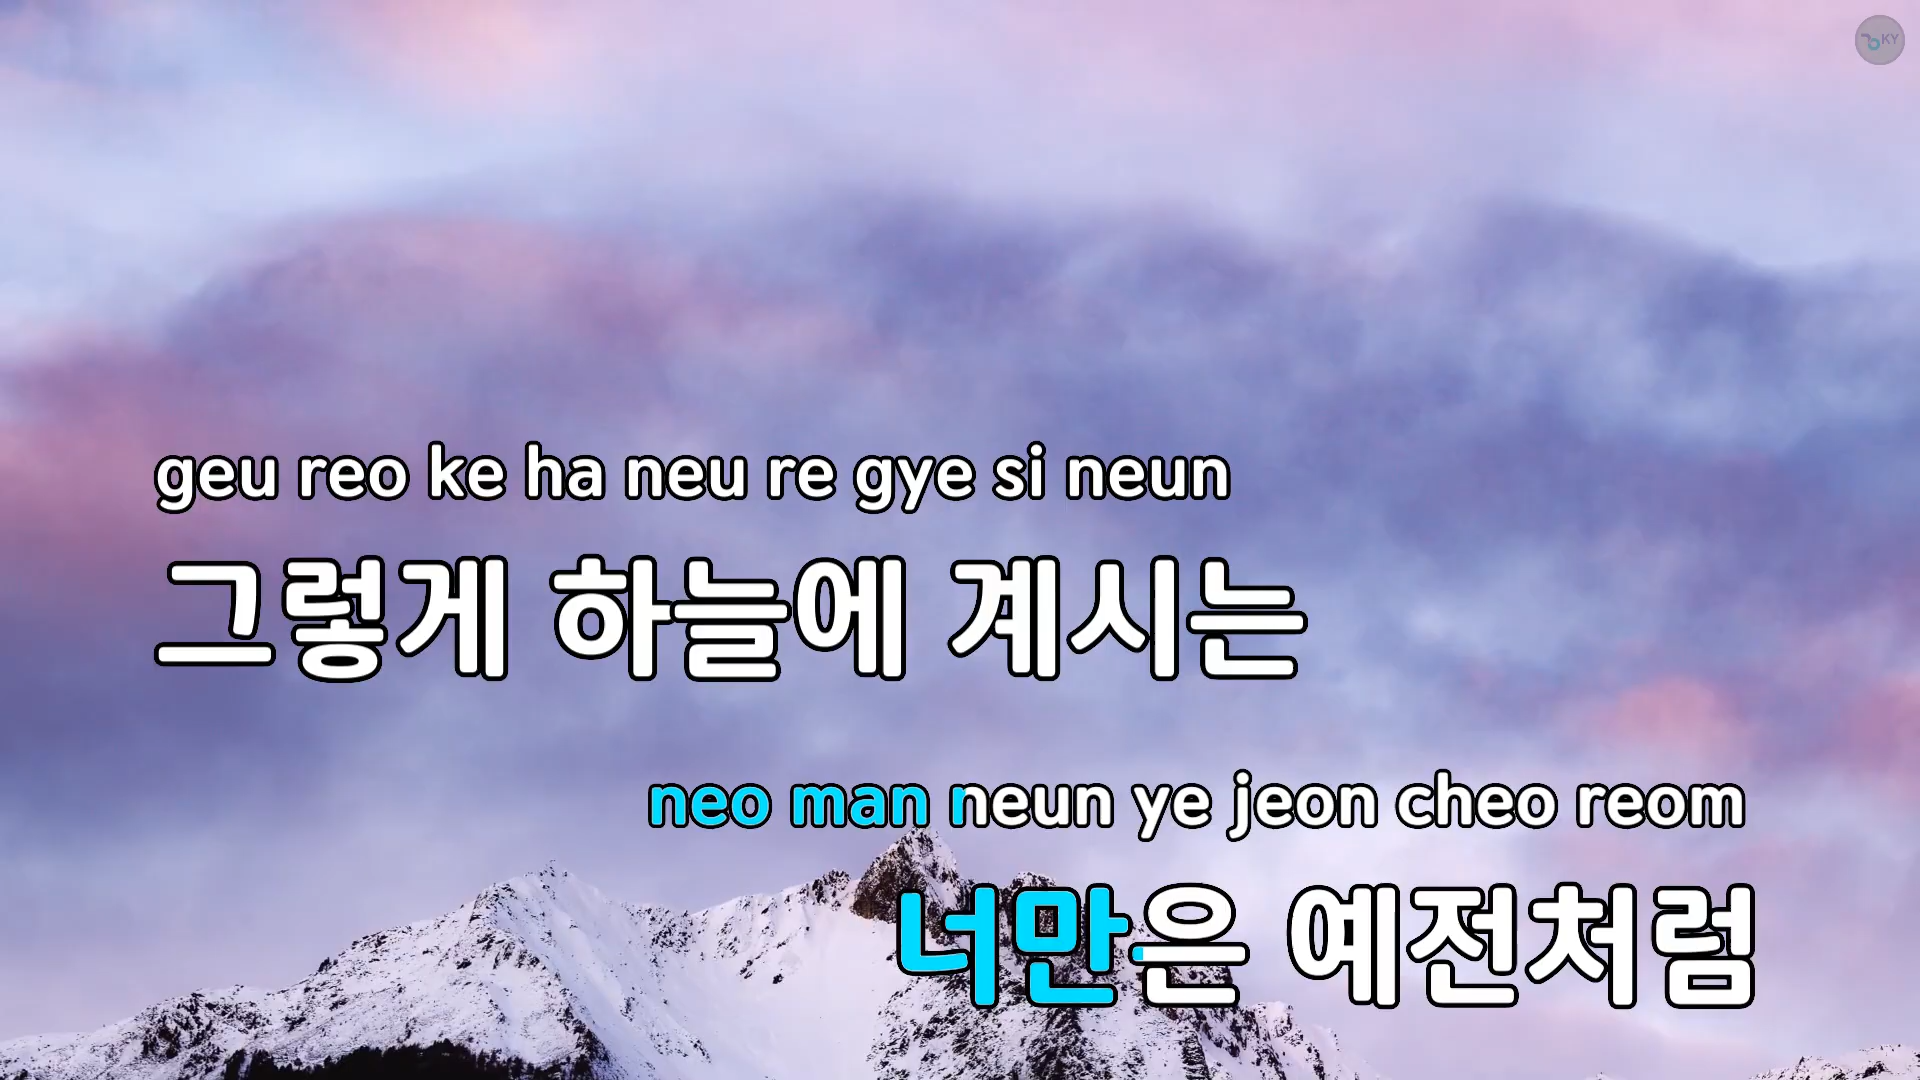 KY
geu reo ke ha neu re gye si neun
그렇게 하늘에 계시는
neo man neun ye jeon cheo reom
너만은 예전처럼